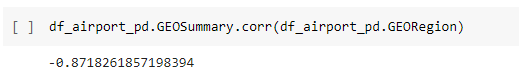 [ ] df_airport_pd.GEOSummary.corr(df_airport_pd.GEORegion)
-0.8718261857198394